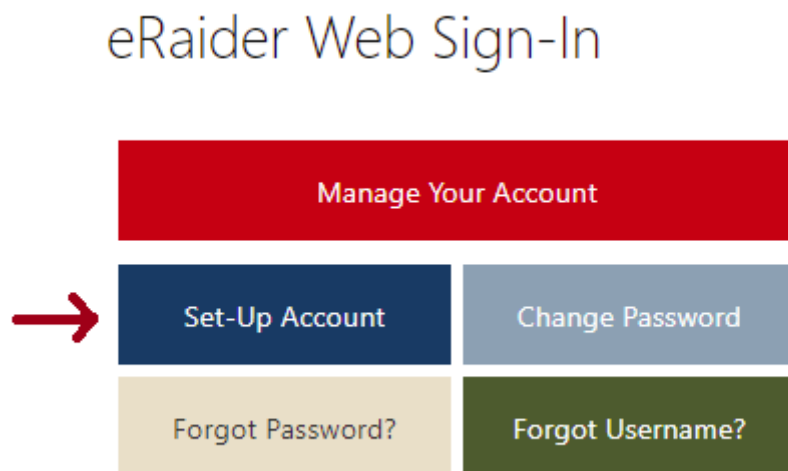 eRaider Web Sign-In
Manage Your Account
Set-Up Account
Change Password
Forgot Password?
Forgot Username?